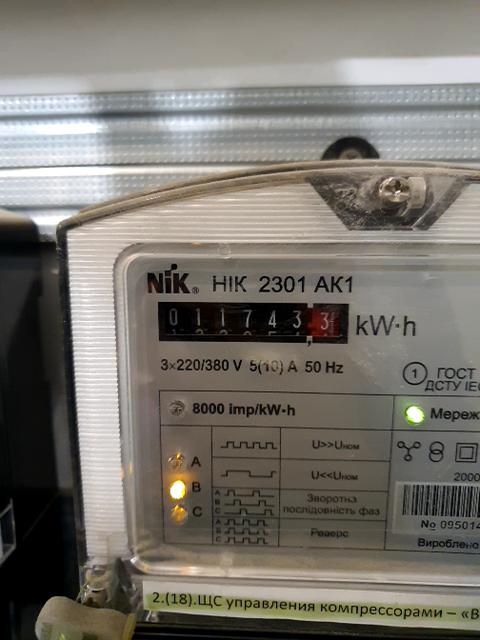 NiK® НІК 2301 АК1
0 1 1 7 4 3 3 kW·h
3×220/380 V 5(10) A 50 Hz
1 ГОСТ
ДСТУ IEC
8000 imp/kW·h
Мереж
A U>>Uном
B U<<Uном
C Зворотна
послідовність фаз
Реверс
A
B
C
A
B
C
2000
No 095014
Вироблено
2.(18).ЩС управления компрессорами – «В